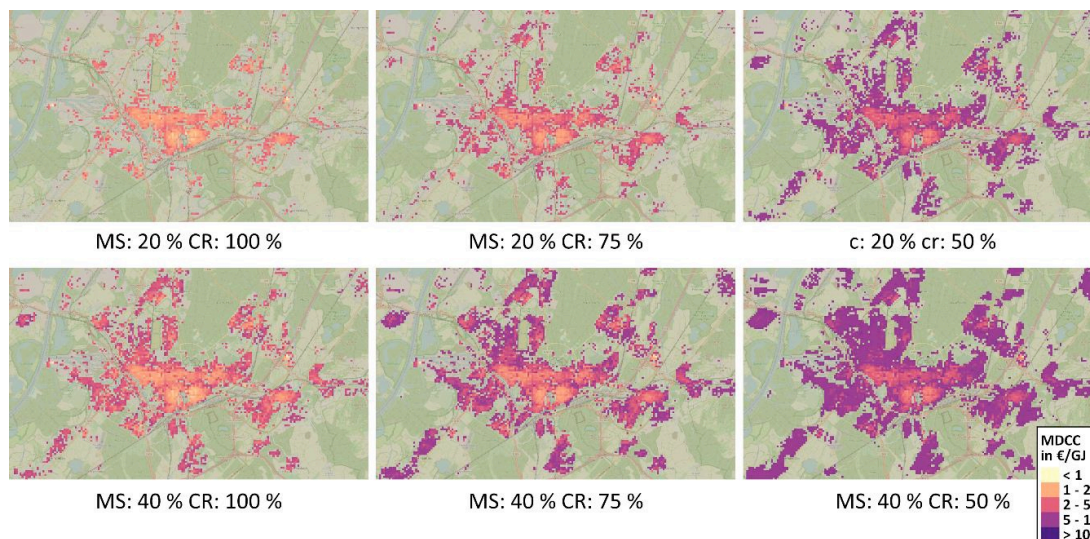 MS: 20 % CR: 100 %
MS: 20 % CR: 75 %
c: 20 % cr: 50 %
MS: 40 % CR: 100 %
MS: 40 % CR: 75 %
MS: 40 % CR: 50 %
MDCC
in €/GJ
< 1
1 - 2
2 - 5
5 - 1
> 10